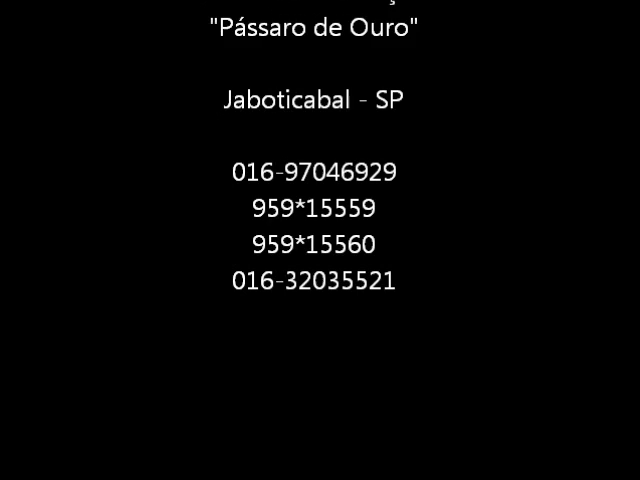 "Pássaro de Ouro"
Jaboticabal - SP
016-97046929
959*15559
959*15560
016-32035521